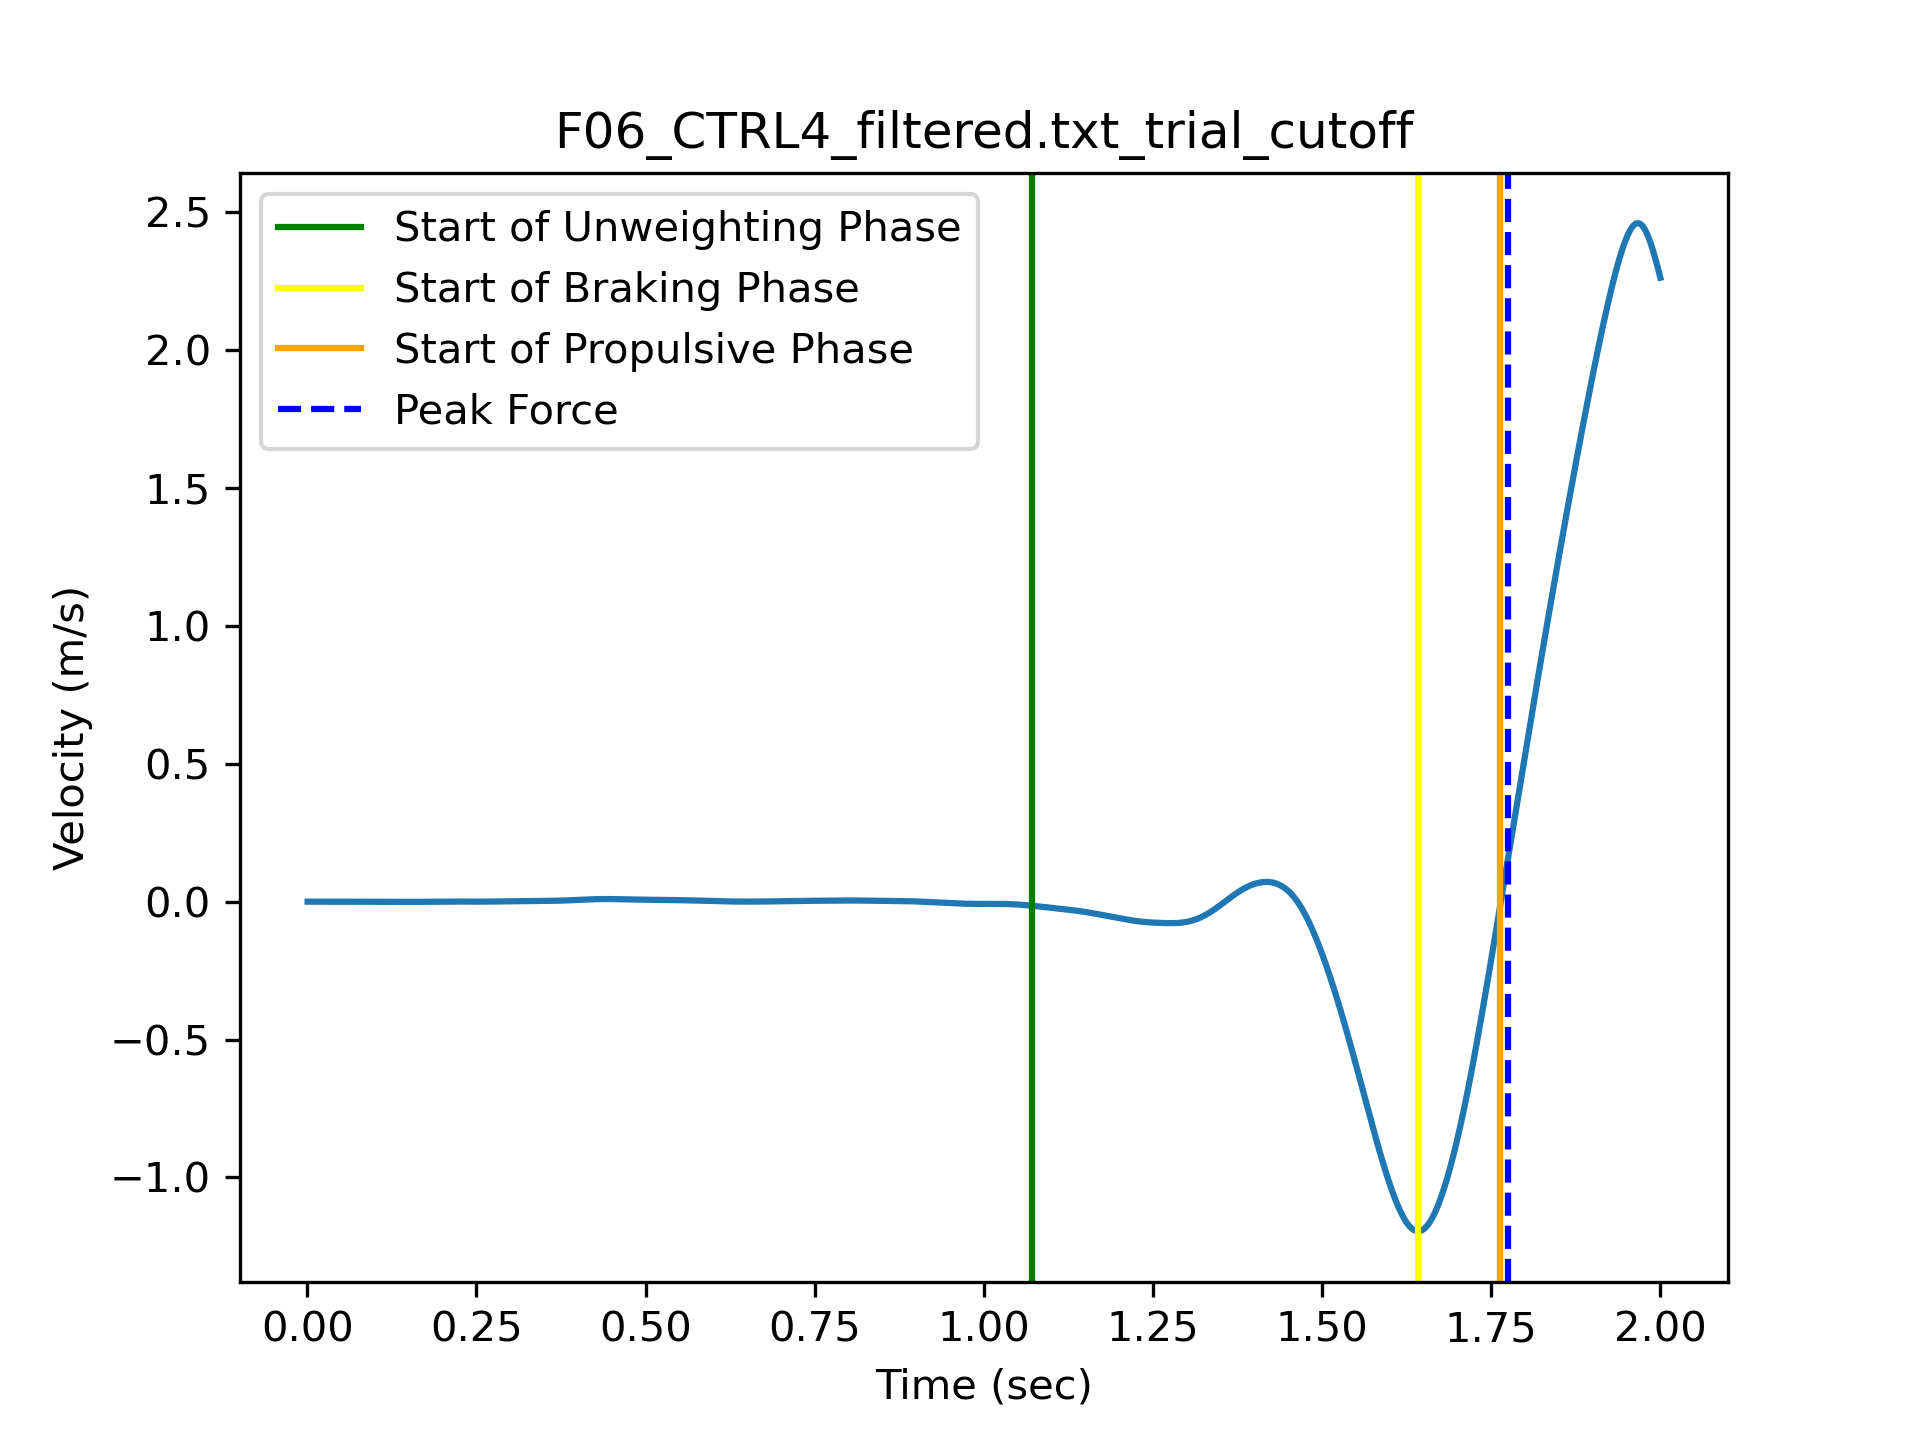 F06_CTRL4_filtered.txt_trial_cutoff
Start of Unweighting Phase
Start of Braking Phase
Start of Propulsive Phase
Peak Force
2.5
2.0
1.5
1.0
0.5
0.0
−0.5
−1.0
Velocity (m/s)
0.00 0.25 0.50 0.75 1.00 1.25 1.50 1.75 2.00
Time (sec)